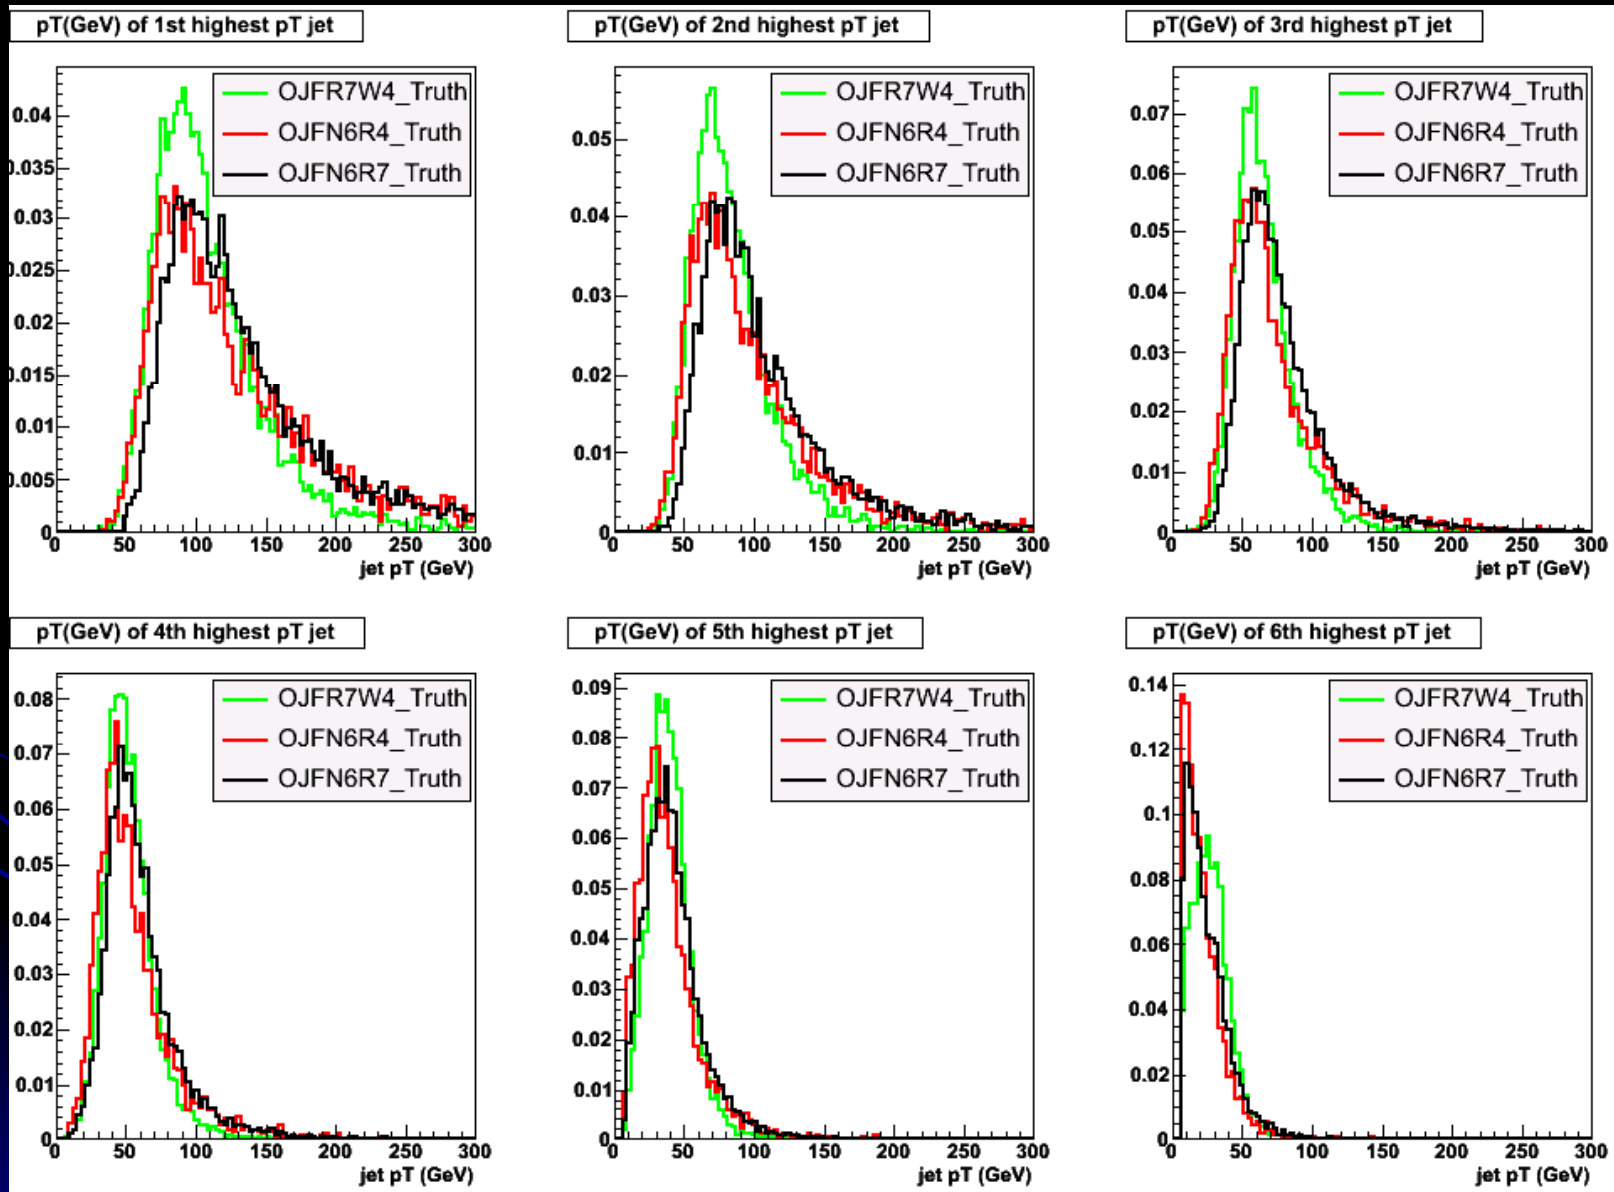 pT(GeV) of 1st highest pT jet
OJFR7W4_Truth
OJFN6R4_Truth
OJFN6R7_Truth
0.04
0.035
0.03
0.025
0.02
0.015
0.01
0.005
0
0 50 100 150 200 250 300
jet pT (GeV)
pT(GeV) of 2nd highest pT jet
OJFR7W4_Truth
OJFN6R4_Truth
OJFN6R7_Truth
0.05
0.04
0.03
0.02
0.01
0
0 50 100 150 200 250 300
jet pT (GeV)
pT(GeV) of 3rd highest pT jet
OJFR7W4_Truth
OJFN6R4_Truth
OJFN6R7_Truth
0.07
0.06
0.05
0.04
0.03
0.02
0.01
0
0 50 100 150 200 250 300
jet pT (GeV)
pT(GeV) of 4th highest pT jet
OJFR7W4_Truth
OJFN6R4_Truth
OJFN6R7_Truth
0.08
0.07
0.06
0.05
0.04
0.03
0.02
0.01
0
0 50 100 150 200 250 300
jet pT (GeV)
pT(GeV) of 5th highest pT jet
OJFR7W4_Truth
OJFN6R4_Truth
OJFN6R7_Truth
0.09
0.08
0.07
0.06
0.05
0.04
0.03
0.02
0.01
0
0 50 100 150 200 250 300
jet pT (GeV)
pT(GeV) of 6th highest pT jet
OJFR7W4_Truth
OJFN6R4_Truth
OJFN6R7_Truth
0.14
0.12
0.1
0.08
0.06
0.04
0.02
0
0 50 100 150 200 250 300
jet pT (GeV)